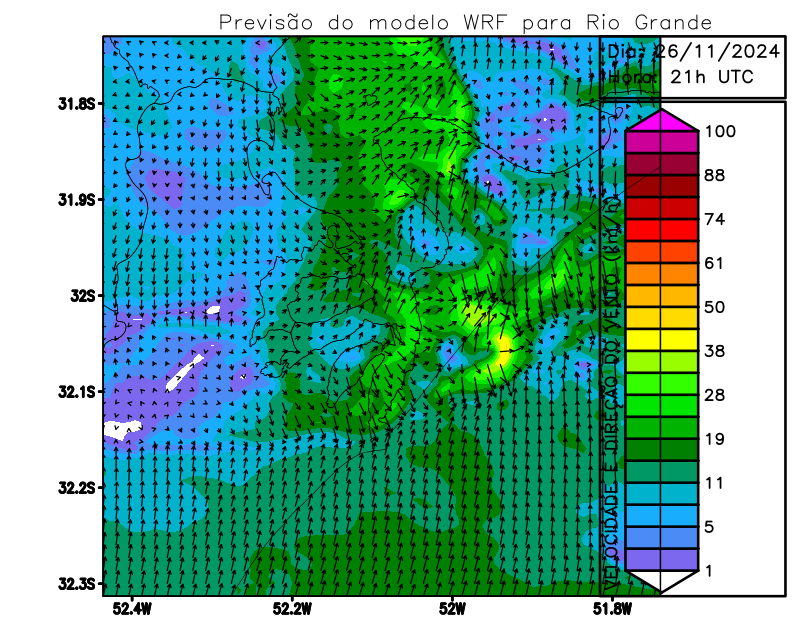 Previsão do modelo WRF para Rio Grande
Dia: 26/11/2024
Hora: 21h UTC
31.8S
31.9S
32S
32.1S
32.2S
32.3S
52.4W
52.2W
52W
51.8W
VELOCIDADE E DIREÇÃO DO VENTO (km/h)
100
88
74
61
50
38
28
19
11
5
1